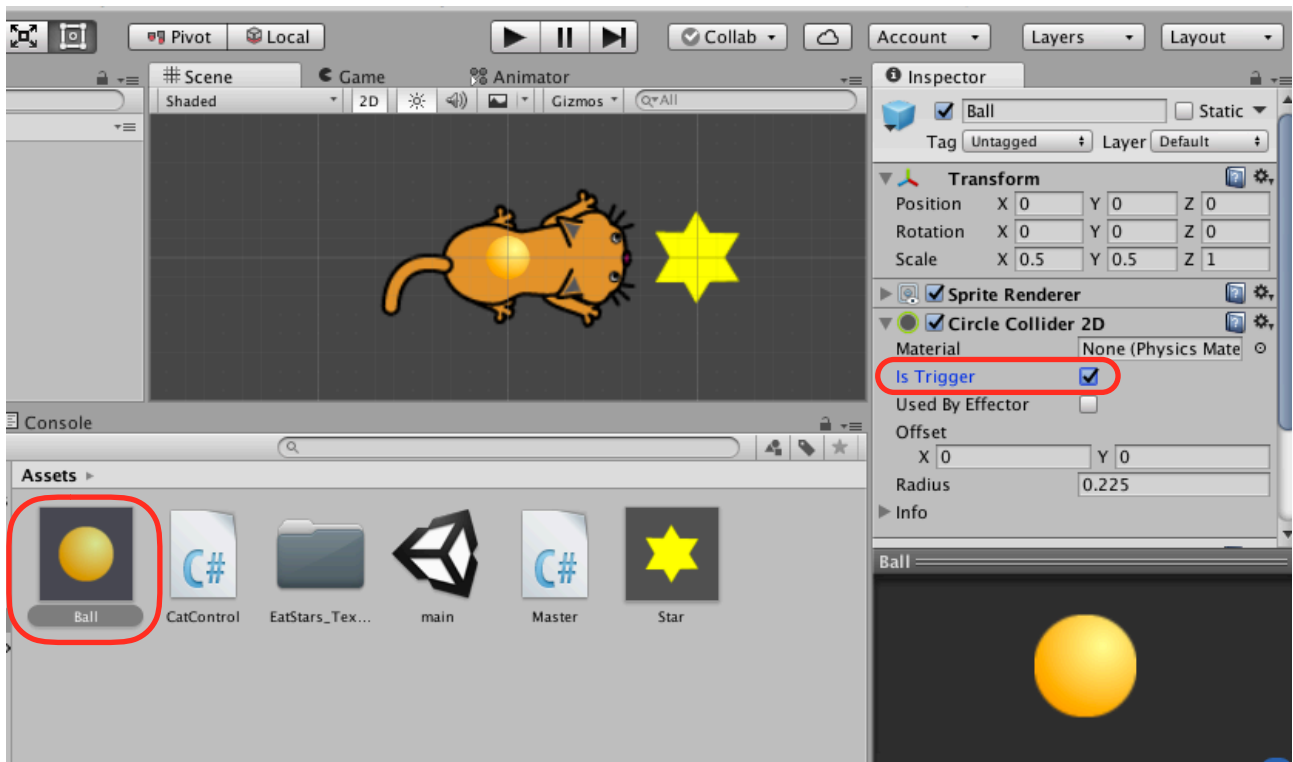 Pivot Local Collab Account Layers Layout
Scene Game Animator Inspector
Shaded 2D Gizmos All
Ball Static
Tag Untagged Layer Default
Transform
Position X 0 Y 0 Z 0
Rotation X 0 Y 0 Z 0
Scale X 0.5 Y 0.5 Z 1
Sprite Renderer
Circle Collider 2D
Material None (Physics Mate
Is Trigger
Used By Effector
Offset
X 0 Y 0
Radius 0.225
Info
Console
Assets
C# C#
Ball CatControl EatStars_Tex... main Master Star
Ball